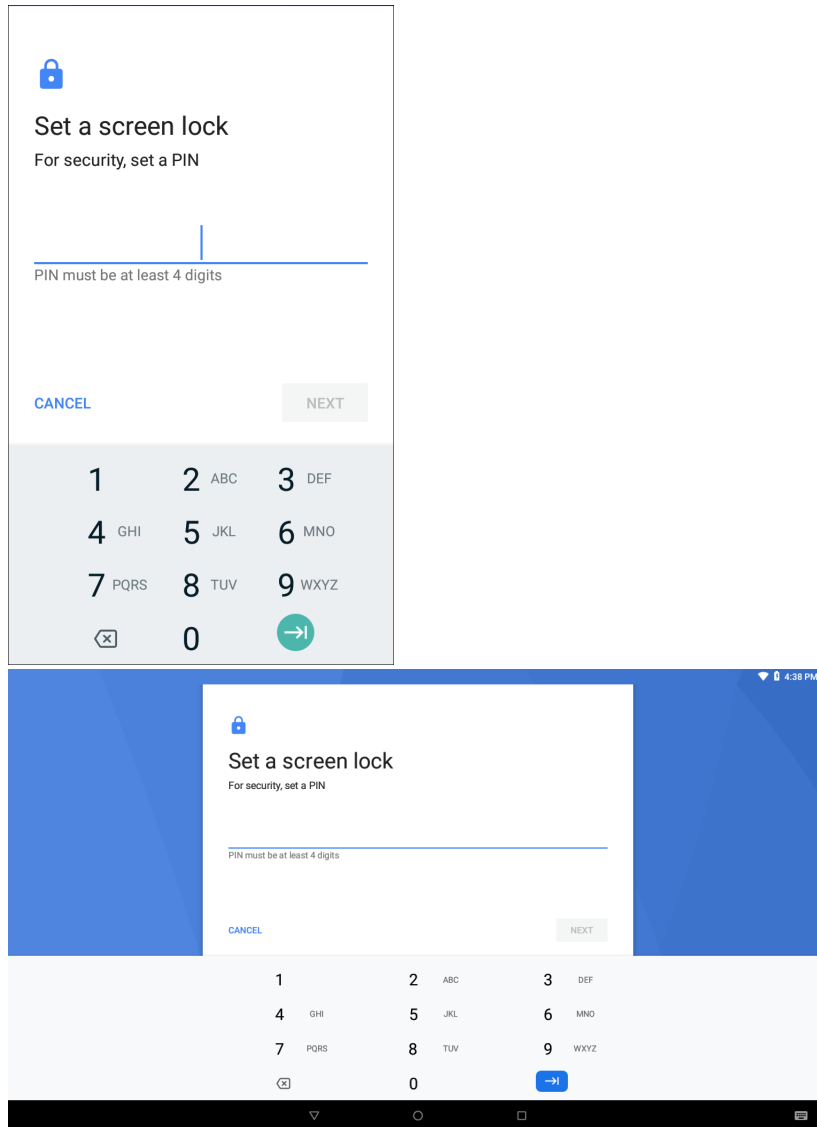 Set a screen lock
For security, set a PIN
PIN must be at least 4 digits
CANCEL NEXT
1 2 ABC 3 DEF
4 GHI 5 JKL 6 MNO
7 PQRS 8 TUV 9 WXYZ
0
4:38 PM
Set a screen lock
For security, set a PIN
PIN must be at least 4 digits
CANCEL NEXT
1 2 ABC 3 DEF
4 GHI 5 JKL 6 MNO
7 PQRS 8 TUV 9 WXYZ
0